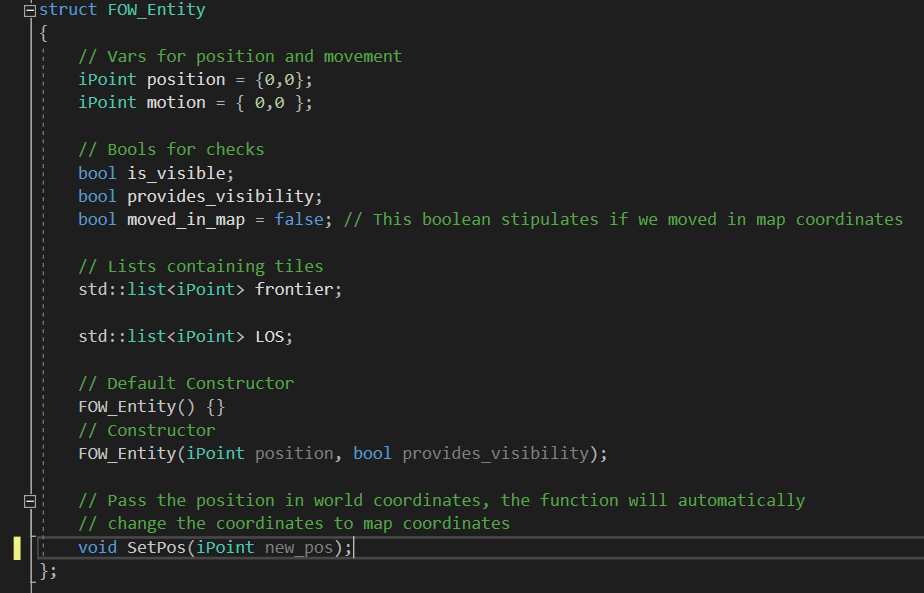 struct FOW_Entity
{
// Vars for position and movement
iPoint position = {0,0};
iPoint motion = { 0,0 };
// Bools for checks
bool is_visible;
bool provides_visibility;
bool moved_in_map = false; // This boolean stipulates if we moved in map coordinates
// Lists containing tiles
std::list<iPoint> frontier;
std::list<iPoint> LOS;
// Default Constructor
FOW_Entity() {}
// Constructor
FOW_Entity(iPoint position, bool provides_visibility);
// Pass the position in world coordinates, the function will automatically
// change the coordinates to map coordinates
void SetPos(iPoint new_pos);
};